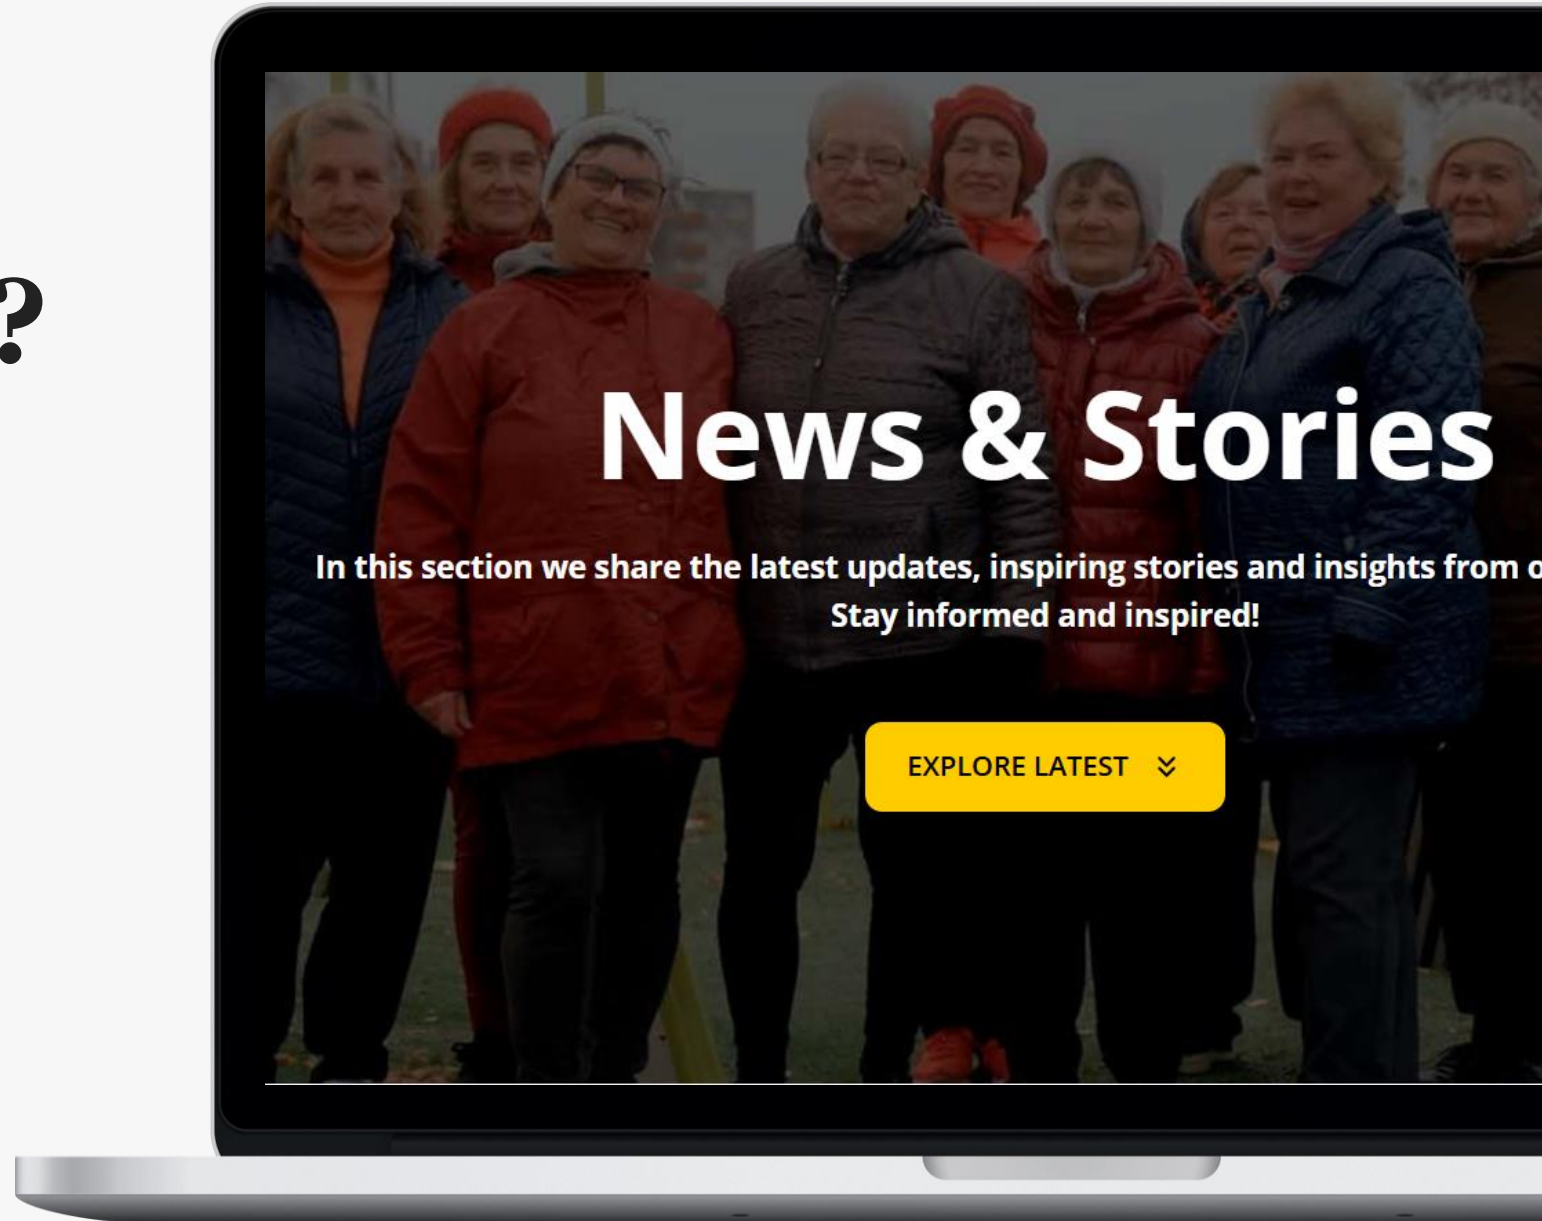 ?
News & Stories
In this section we share the latest updates, inspiring stories and insights from
Stay informed and inspired!
EXPLORE LATEST